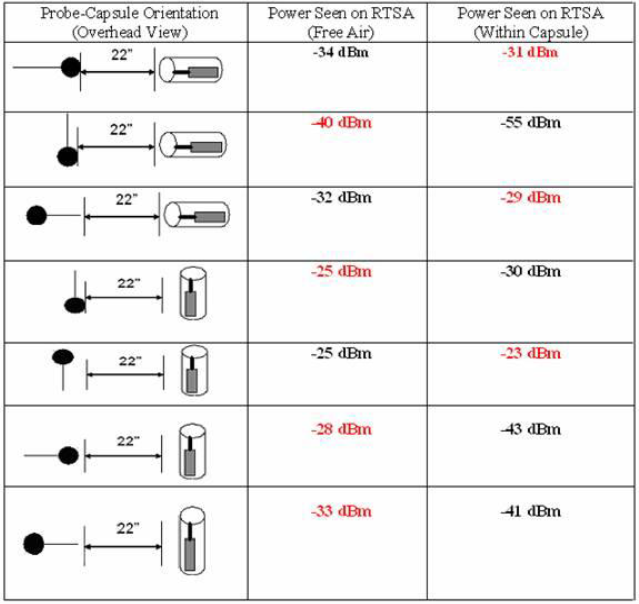 Probe-Capsule Orientation
(Overhead View)
Power Seen on RTSA
(Free Air)
Power Seen on RTSA
(Within Capsule)
22"
-34 dBm
-31 dBm
22"
-40 dBm
-55 dBm
22"
-32 dBm
-29 dBm
22"
-25 dBm
-30 dBm
22"
-25 dBm
-23 dBm
22"
-28 dBm
-43 dBm
22"
-33 dBm
-41 dBm